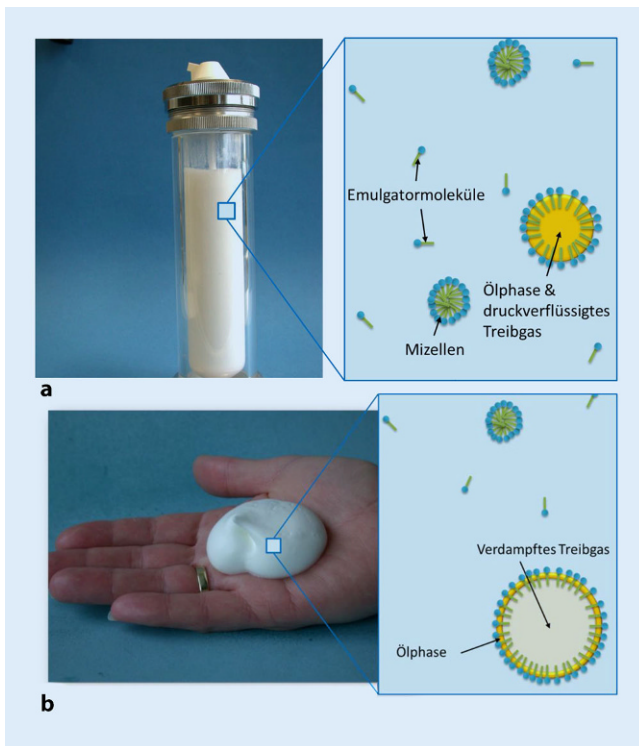 Emulgatormoleküle
Ölphase &
druckverflüssigtes
Treibgas
Mizellen
a
Verdampftes Treibgas
Ölphase
b